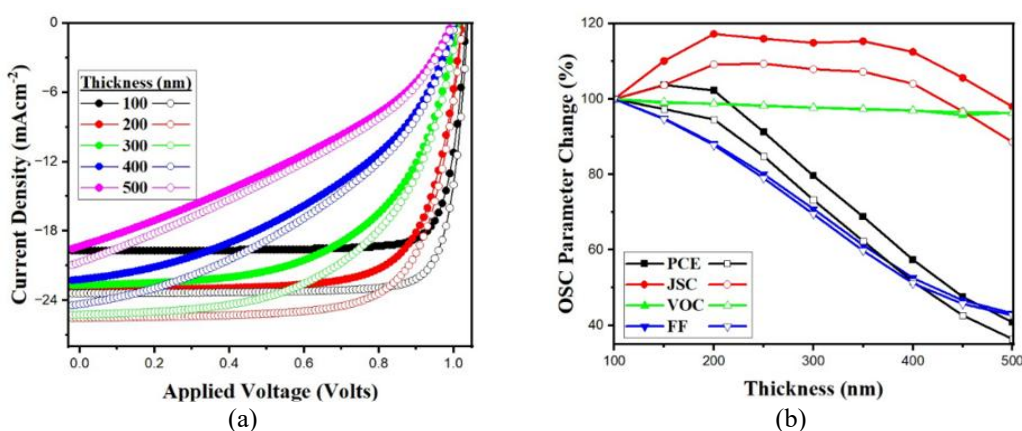 0
-6
-12
-18
-24
Current Density (mAcm⁻²)
Thickness (nm)
100
200
300
400
500
0.0 0.2 0.4 0.6 0.8 1.0
Applied Voltage (Volts)
(a)
120
100
80
60
40
OSC Parameter Change (%)
PCE
JSC
VOC
FF
100 200 300 400 500
Thickness (nm)
(b)